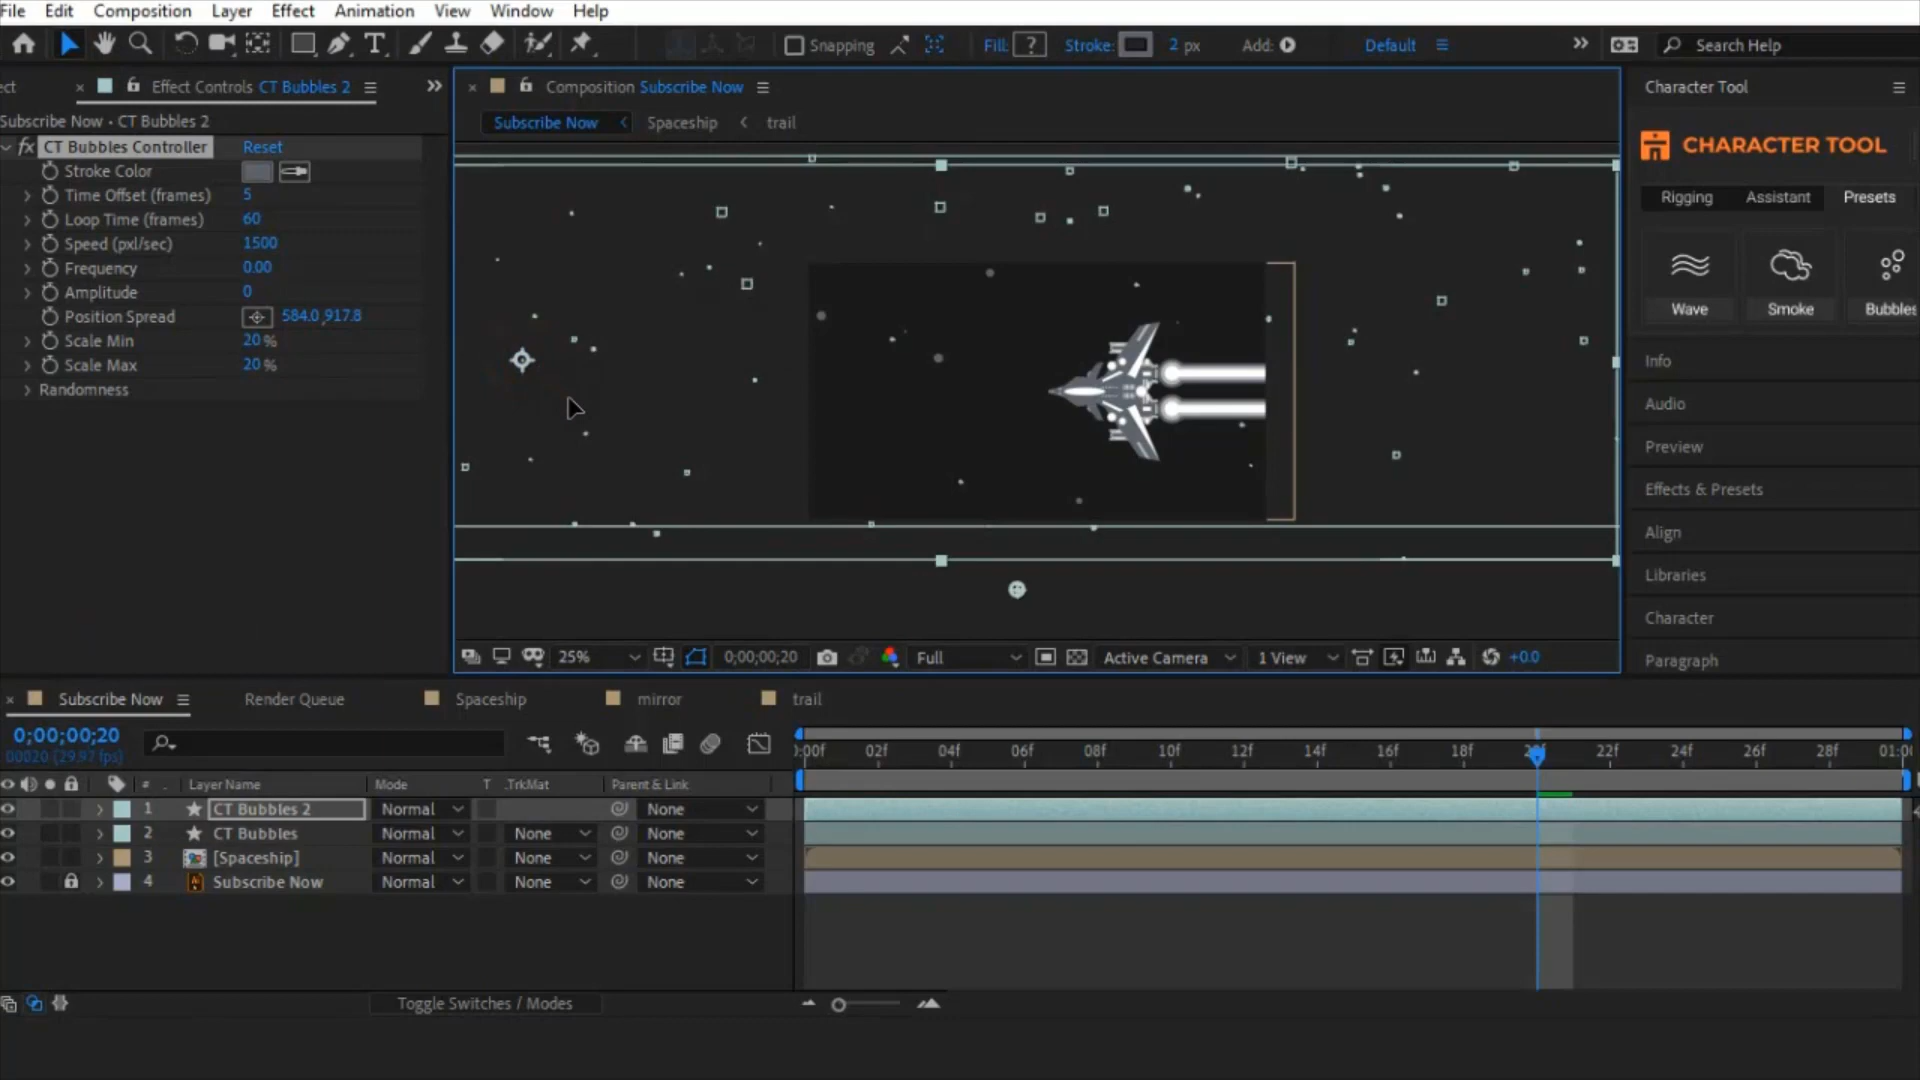 File Edit Composition Layer Effect Animation View Window Help
Snapping Fill: ? Stroke: 2 px Add: Default Search Help
ect × Effect Controls CT Bubbles 2
Subscribe Now • CT Bubbles 2
fx CT Bubbles Controller Reset
Stroke Color
Time Offset (frames) 5
Loop Time (frames) 60
Speed (pxl/sec) 1500
Frequency 0.00
Amplitude 0
Position Spread 584.0,917.8
Scale Min 20 %
Scale Max 20 %
Randomness
× Composition Subscribe Now
Subscribe Now < Spaceship < trail
25% 0;00;00;20 Full Active Camera 1 View +0.0
Character Tool
CHARACTER TOOL
Rigging Assistant Presets
Wave Smoke Bubbles
Info
Audio
Preview
Effects & Presets
Align
Libraries
Character
Paragraph
× Subscribe Now Render Queue Spaceship mirror trail
0;00;00;20
00020 (29.97 fps)
):00f 02f 04f 06f 08f 10f 12f 14f 16f 18f 22f 24f 26f 28f 01:0
# Layer Name Mode T .TrkMat Parent & Link
1 CT Bubbles 2 Normal None
2 CT Bubbles Normal None None
3 [Spaceship] Normal None None
4 Subscribe Now Normal None None
Toggle Switches / Modes